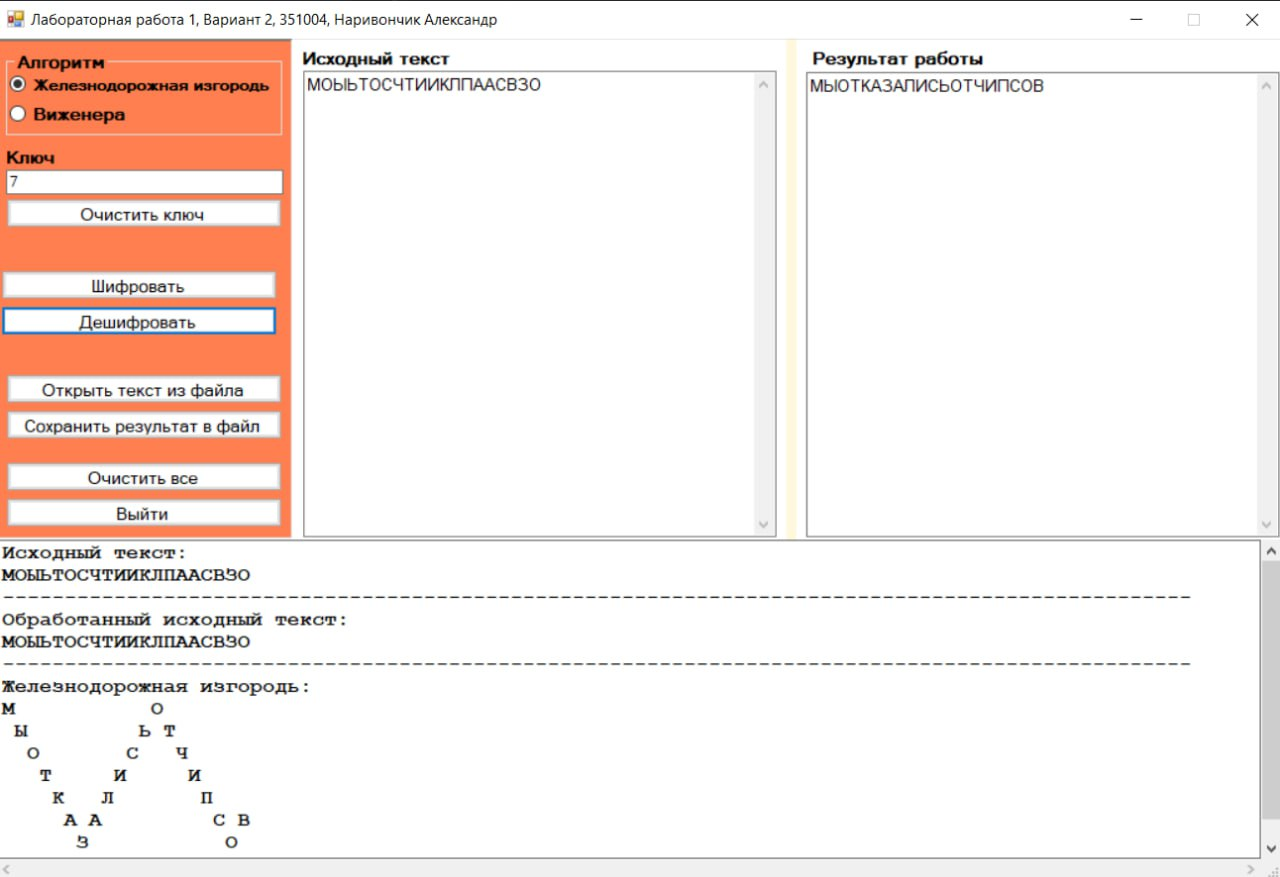 Лабораторная работа 1, Вариант 2, 351004, Наривончик Александр
Алгоритм
Железнодорожная изгородь
Виженера
Ключ
7
Очистить ключ
Шифровать
Дешифровать
Открыть текст из файла
Сохранить результат в файл
Очистить все
Выйти
Исходный текст
МОЫЬТОСЧТИИКЛПААСВЗО
Результат работы
МЫОТКАЗАЛИСЬОТЧИПСОВ
Исходный текст:
МОЫЬТОСЧТИИКЛПААСВЗО
------------------------------------------------------------------------------------------------
Обработанный исходный текст:
МОЫЬТОСЧТИИКЛПААСВЗО
------------------------------------------------------------------------------------------------
Железнодорожная изгородь:
М           О
 Ы         Ь Т
  О       С   Ч
   Т     И     И
    К   Л       П
     А А         С В
      З           О